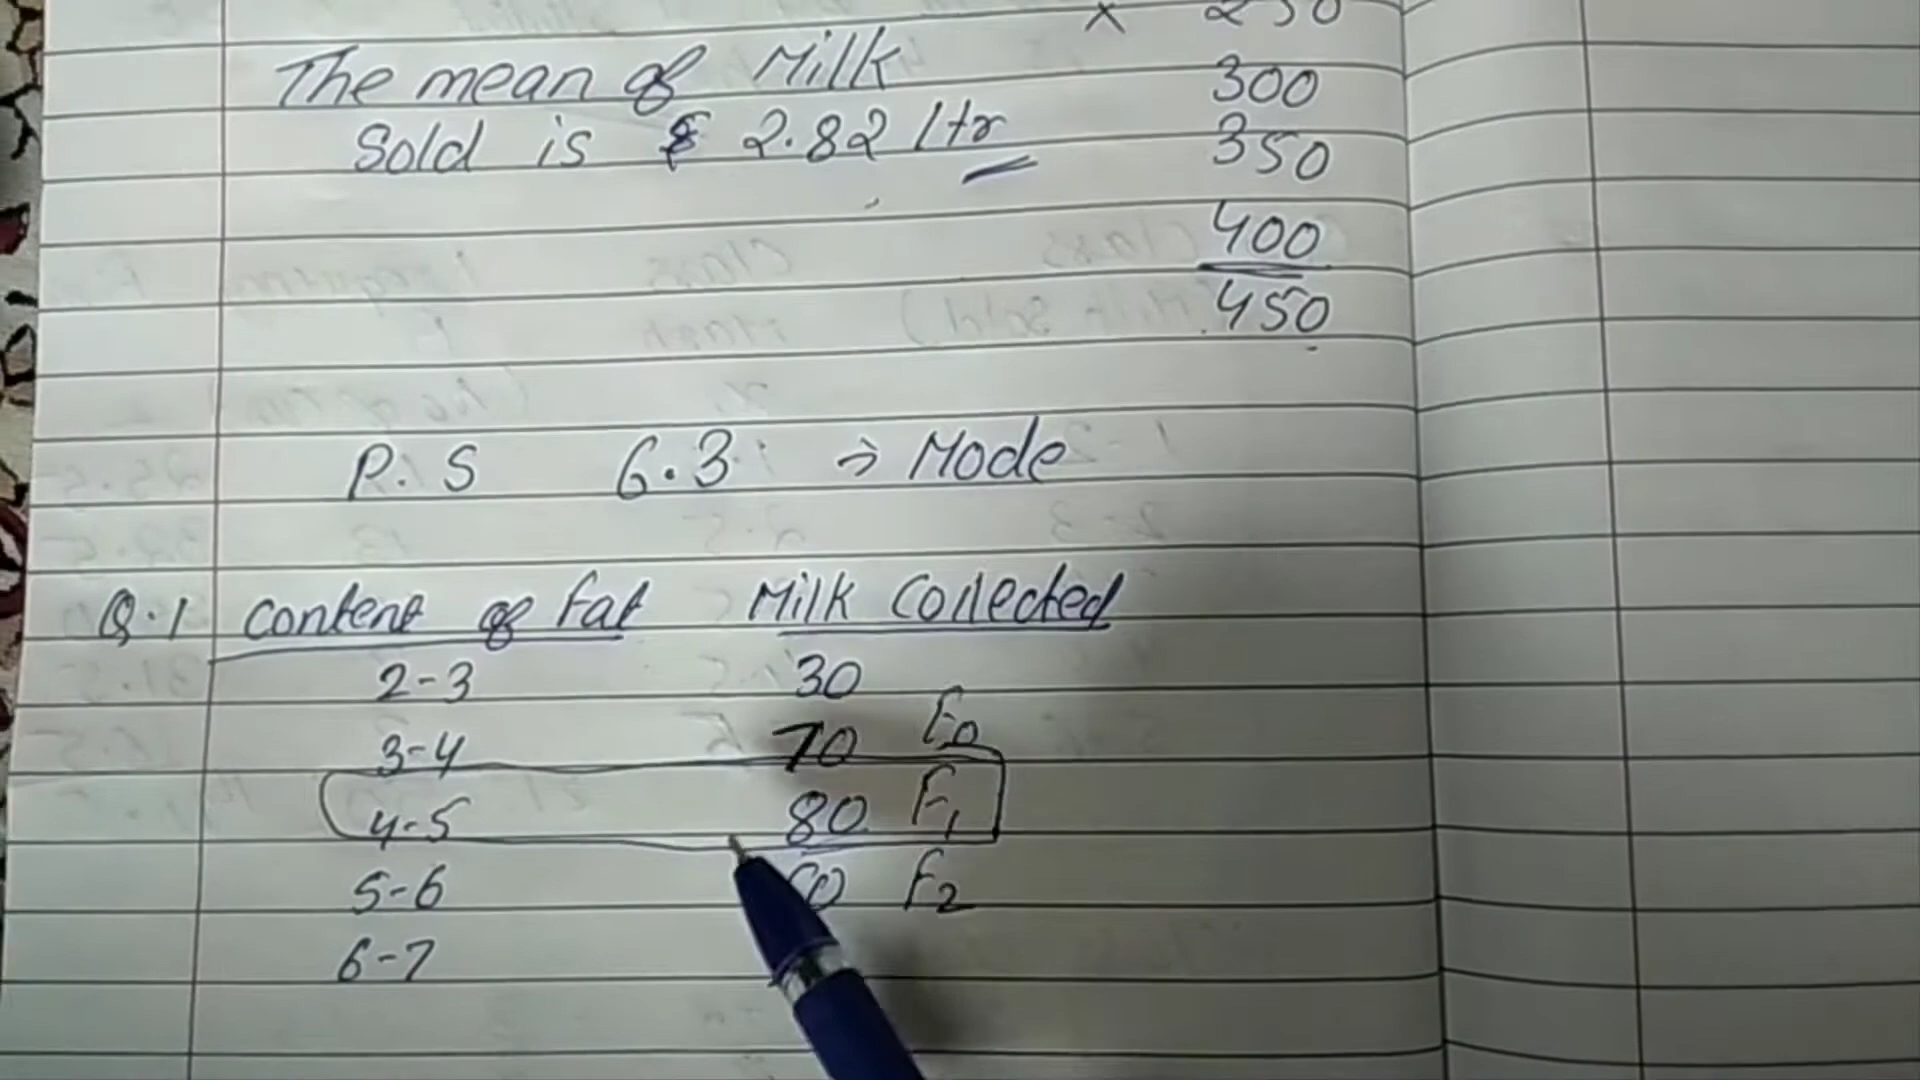 × 250
The mean of Milk 300
Sold is 2.82 ltr 350
400
450
P.S 6.3 ⇒ Mode
Q.1 Content of fat Milk Collected
2-3 30
3-4 70 F0
4-5 80 F1
5-6 F2
6-7